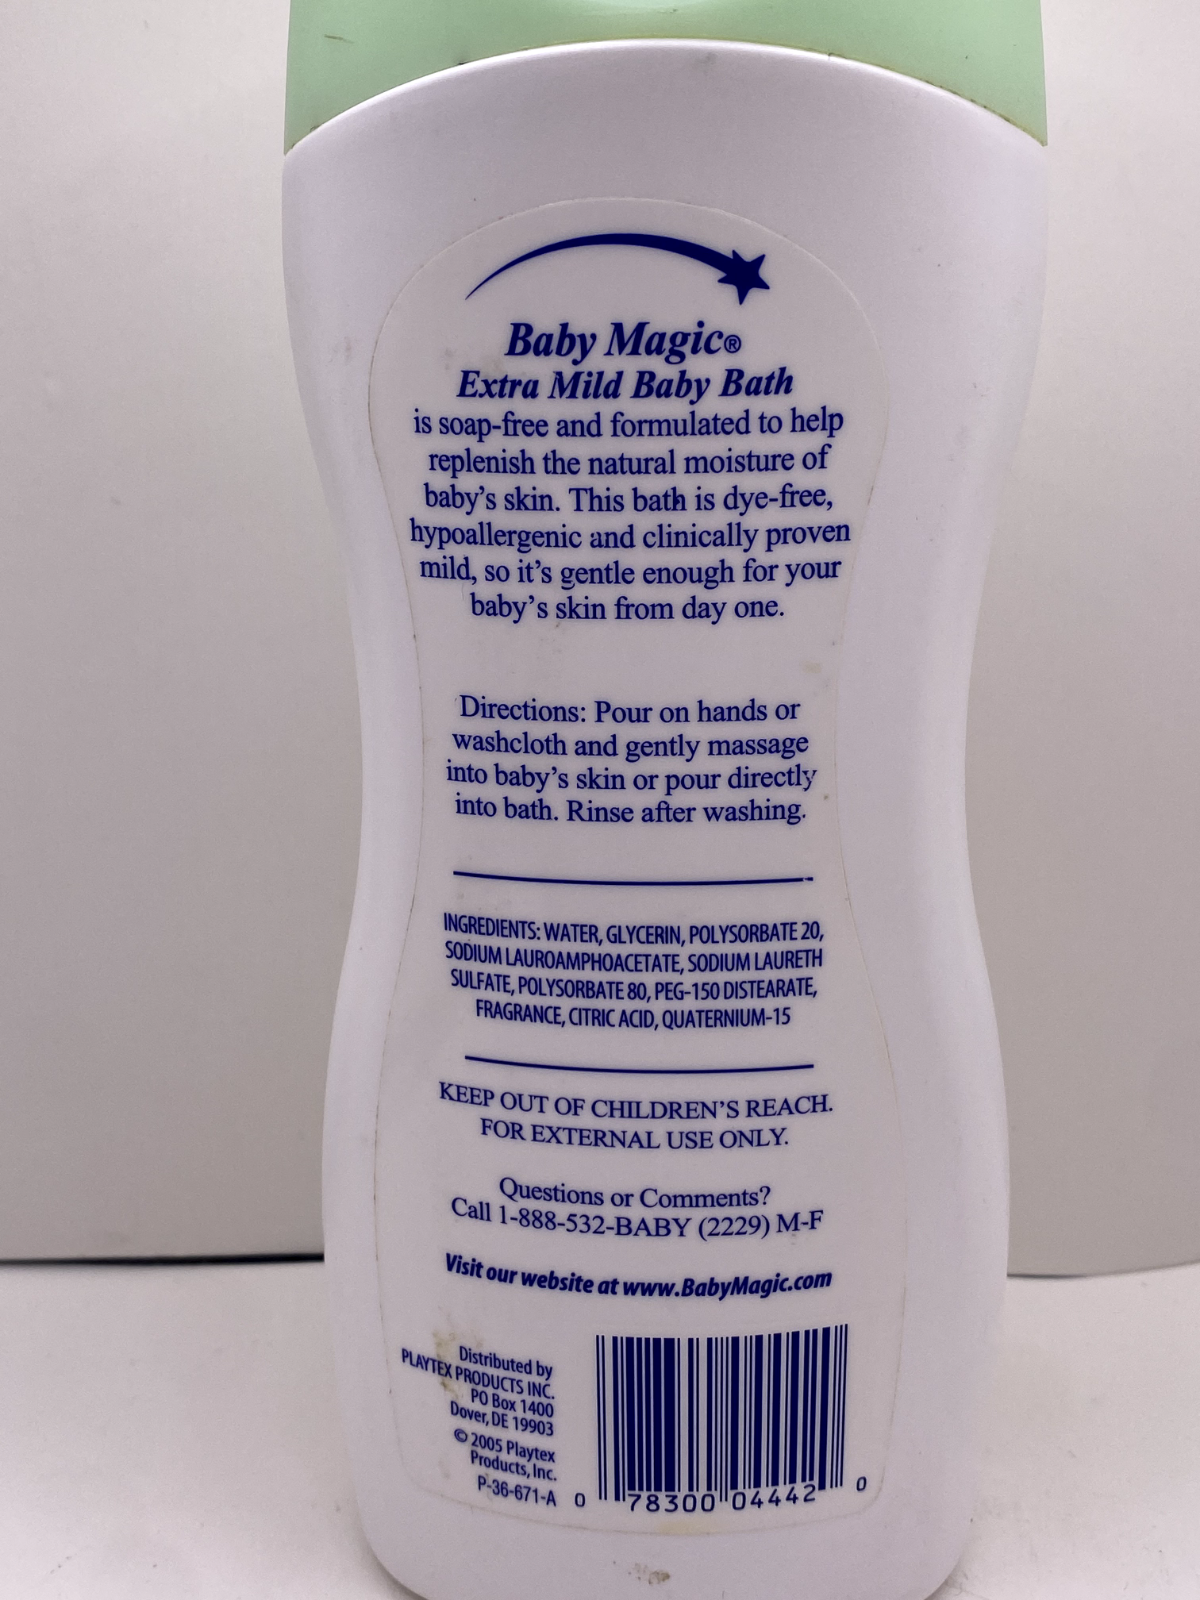 Baby Magic®
Extra Mild Baby Bath
is soap-free and formulated to help
replenish the natural moisture of
baby's skin. This bath is dye-free,
hypoallergenic and clinically proven
mild, so it's gentle enough for your
baby's skin from day one.
Directions: Pour on hands or
washcloth and gently massage
into baby's skin or pour directly
into bath. Rinse after washing.
INGREDIENTS: WATER, GLYCERIN, POLYSORBATE 20,
SODIUM LAUROAMPHOACETATE, SODIUM LAURETH
SULFATE, POLYSORBATE 80, PEG-150 DISTEARATE,
FRAGRANCE, CITRIC ACID, QUATERNIUM-15
KEEP OUT OF CHILDREN'S REACH.
FOR EXTERNAL USE ONLY.
Questions or Comments?
Call 1-888-532-BABY (2229) M-F
Visit our website at www.BabyMagic.com
Distributed by
PLAYTEX PRODUCTS INC.
PO Box 1400
Dover, DE 19903
© 2005 Playtex
Products, Inc.
P-36-671-A
0 78300 04442 0